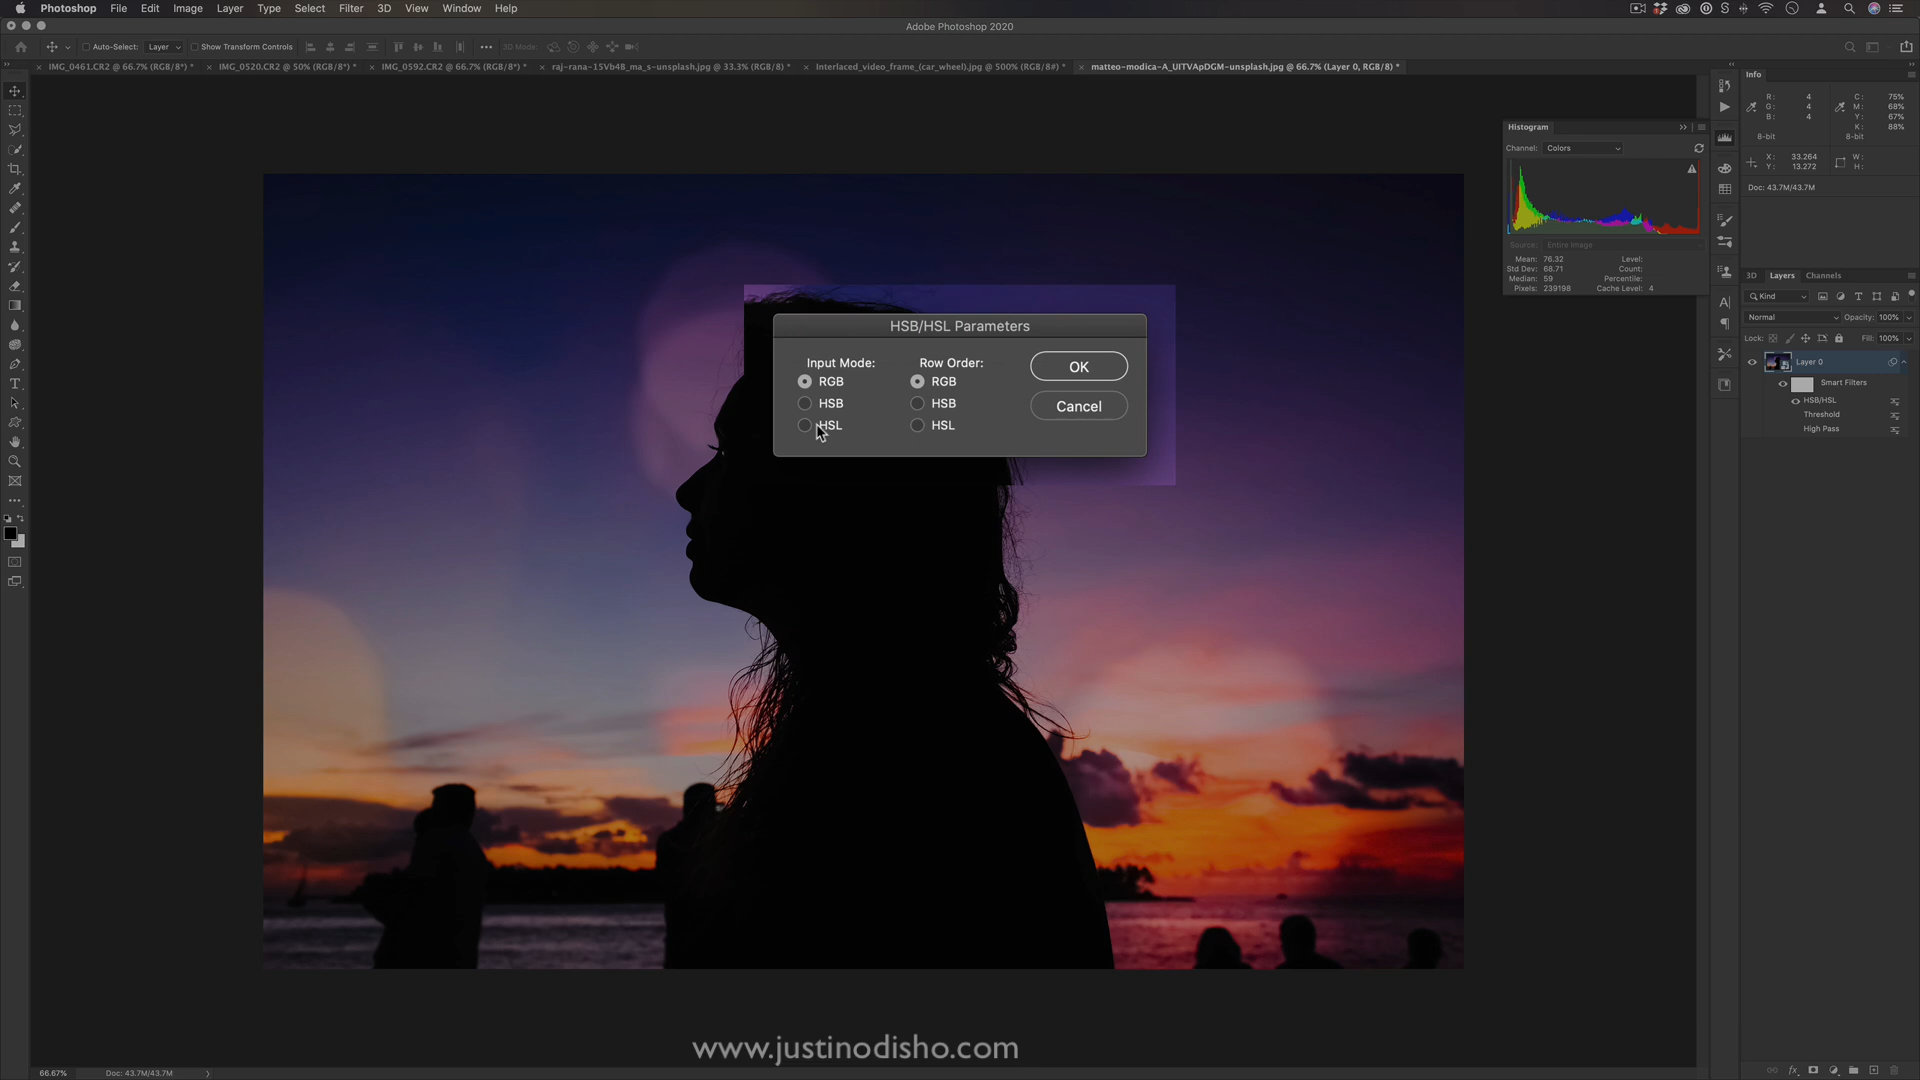 Photoshop File Edit Image Layer Type Select Filter 3D View Window Help
Adobe Photoshop 2020
Auto-Select: Layer Show Transform Controls 3D Mode:
IMG_0461.CR2 @ 66.7% (RGB/8*) * IMG_0520.CR2 @ 50% (RGB/8*) * IMG_0592.CR2 @ 66.7% (RGB/8*) * raj-rana-15Vb4B_ma_s-unsplash.jpg @ 33.3% (RGB/8) * Interlaced_video_frame_(car_wheel).jpg @ 500% (RGB/8#) * matteo-modica-A_UITVApDGM-unsplash.jpg @ 66.7% (Layer 0, RGB/8) *
Info
R: 4 C: 75%
G: 4 M: 68%
B: 4 Y: 67%
K: 88%
8-bit 8-bit
X: 33.264 W:
Y: 13.272 H:
Doc: 43.7M/43.7M
Histogram
Channel: Colors
Source: Entire Image
Mean: 76.32 Level:
Std Dev: 68.71 Count:
Median: 59 Percentile:
Pixels: 239198 Cache Level: 4
3D Layers Channels
Kind
Normal Opacity: 100%
Lock: Fill: 100%
Layer 0
Smart Filters
HSB/HSL
Threshold
High Pass
HSB/HSL Parameters
Input Mode: Row Order:
RGB RGB OK
HSB HSB Cancel
HSL HSL
www.justinodisho.com
66.67% Doc: 43.7M/43.7M